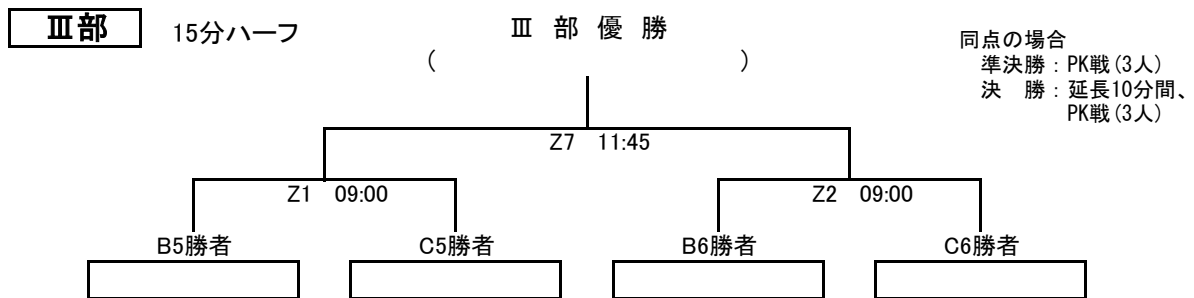 Ⅲ部 15分ハーフ
Ⅲ 部 優 勝
( )
同点の場合
準決勝：PK戦(3人)
決 勝：延長10分間、
PK戦(3人)
Z7 11:45
Z1 09:00 Z2 09:00
B5勝者 C5勝者 B6勝者 C6勝者